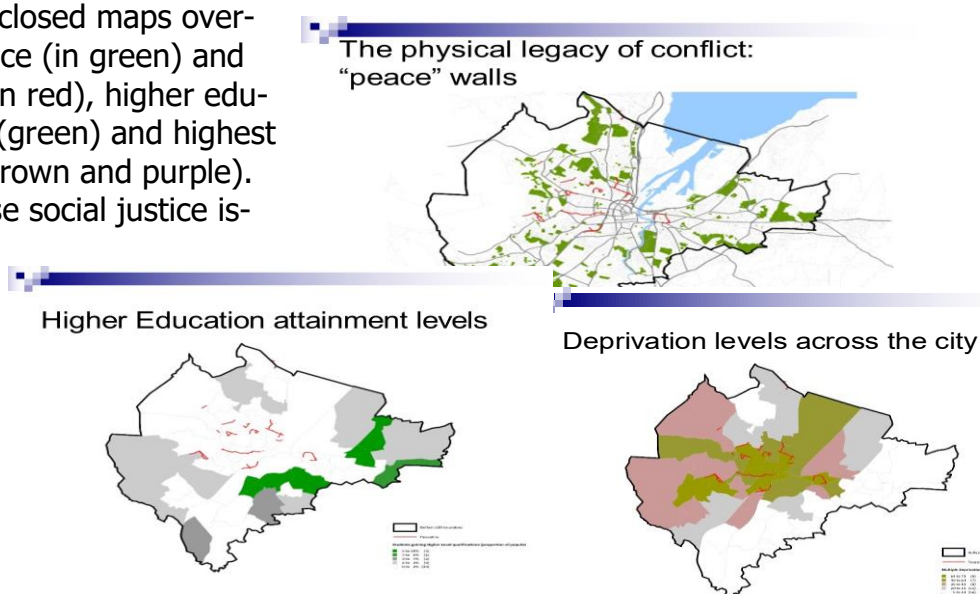 closed maps over-
ce (in green) and
n red), higher edu-
(green) and highest
rown and purple).
se social justice is-
The physical legacy of conflict:
“peace” walls
Higher Education attainment levels
Deprivation levels across the city